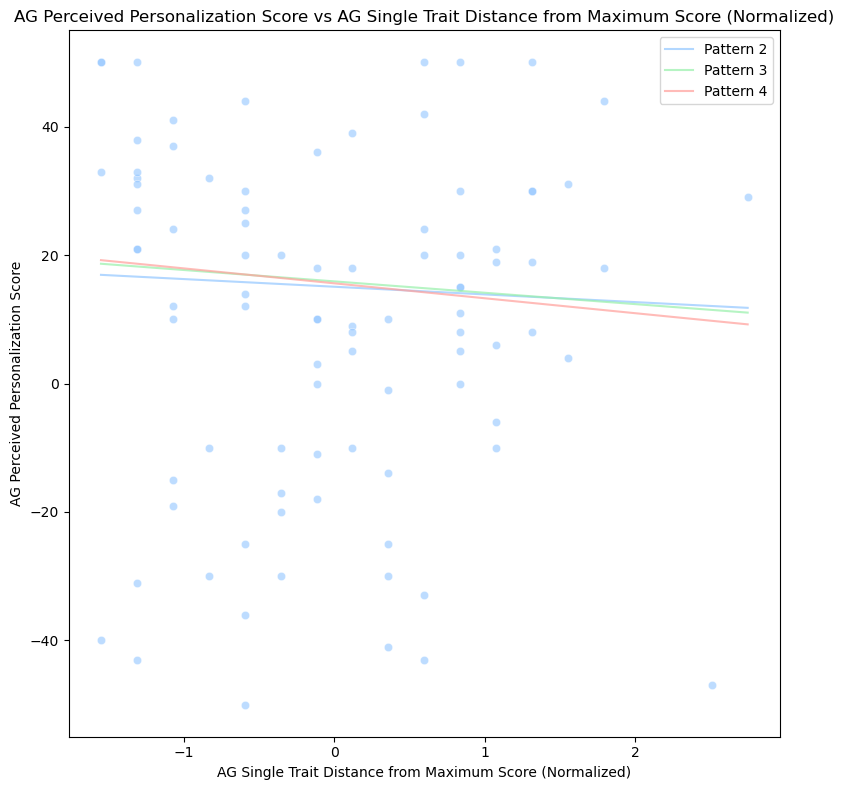 AG Perceived Personalization Score vs AG Single Trait Distance from Maximum Score (Normalized)
Pattern 2
Pattern 3
Pattern 4
AG Perceived Personalization Score
40
20
0
−20
−40
−1
0
1
2
AG Single Trait Distance from Maximum Score (Normalized)